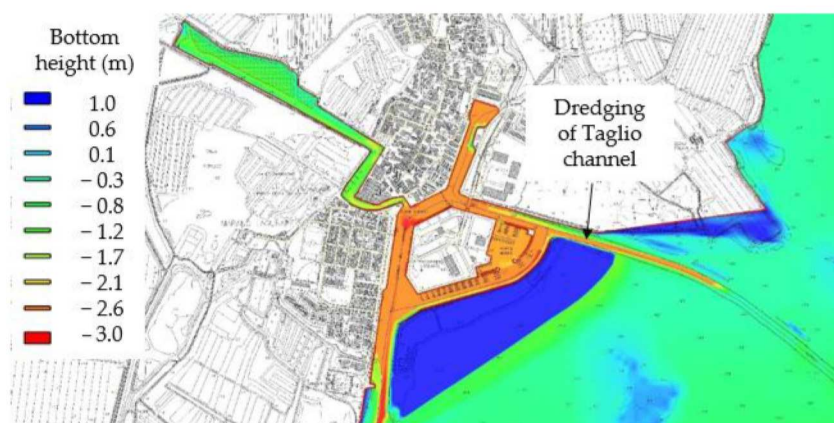 Bottom
height (m)
1.0
0.6
0.1
− 0.3
− 0.8
− 1.2
− 1.7
− 2.1
− 2.6
− 3.0
Dredging
of Taglio
channel